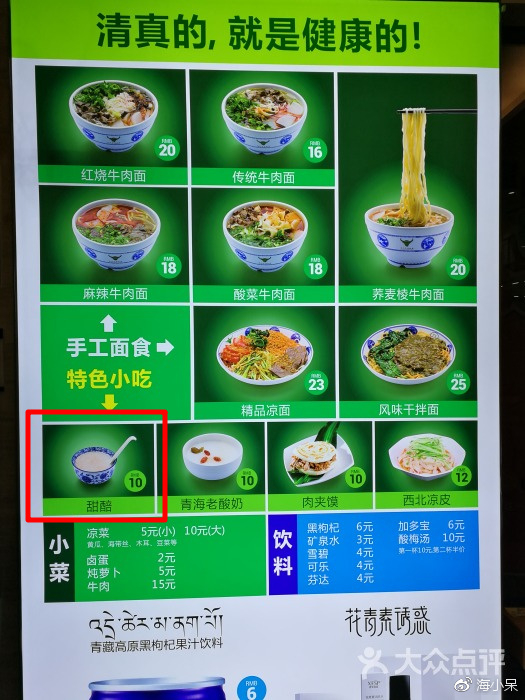 清真的, 就是健康的!
RMB 20
红烧牛肉面
RMB 16
传统牛肉面
RMB 18
麻辣牛肉面
RMB 18
酸菜牛肉面
RMB 20
荞麦棱牛肉面
手工面食
特色小吃
RMB 23
精品凉面
RMB 25
风味干拌面
RMB 10
甜醅
RMB 10
青海老酸奶
RMB 10
肉夹馍
RMB 12
西北凉皮
小菜
凉菜 5元(小) 10元(大)
黄瓜、海带台、木耳、豆菜等
卤蛋 2元
炖萝卜 5元
牛肉 15元
饮料
黑枸杞 6元
矿泉水 3元
雪碧 4元
可乐 4元
芬达 4元
加多宝 6元
酸梅汤 10元
第一杯10元,第二杯半价
青藏高原黑枸杞果汁饮料
花青素诱惑
RMB 6
大众点评
海小呆